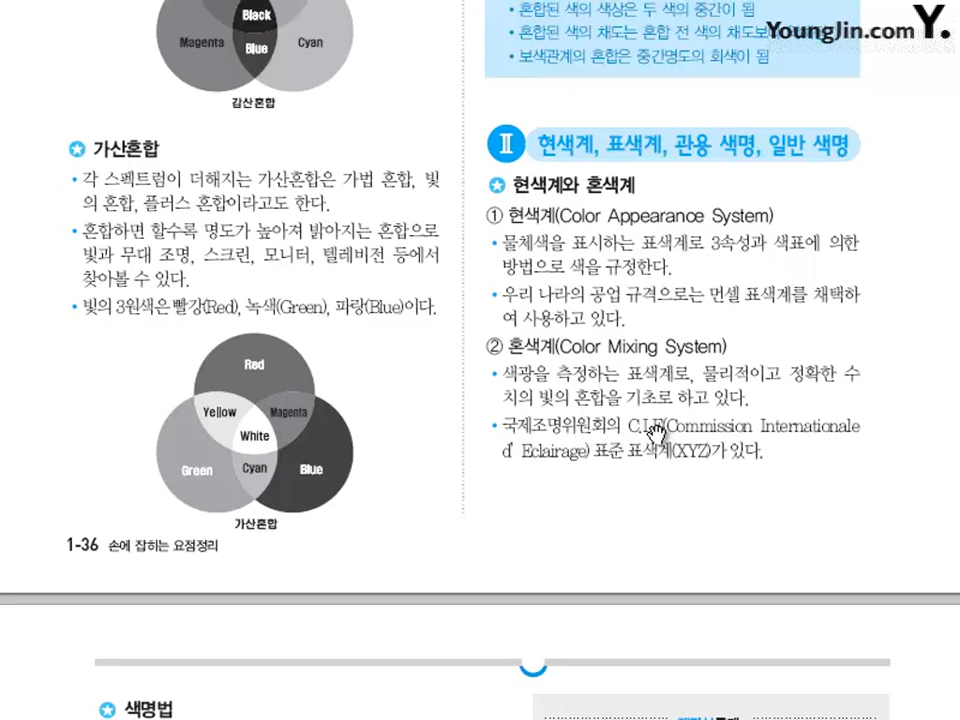 Black
Magenta
Blue
Cyan
감산혼합
가산혼합
• 각 스펙트럼이 더해지는 가산혼합은 가법 혼합, 빛
의 혼합, 플러스 혼합이라고도 한다.
• 혼합하면 할수록 명도가 높아져 밝아지는 혼합으로
빛과 무대 조명, 스크린, 모니터, 텔레비전 등에서
찾아볼 수 있다.
• 빛의 3원색은 빨강(Red), 녹색(Green), 파랑(Blue)이다.
Red
Yellow
Magenta
White
Green
Cyan
Blue
가산혼합
1-36 손에 잡히는 요점정리
• 혼합된 색의 색상은 두 색의 중간이 됨
• 혼합된 색의 채도는 혼합 전 색의 채도보
• 보색관계의 혼합은 중간명도의 회색이 됨
YoungJin.com Y.
Ⅱ 현색계, 표색계, 관용 색명, 일반 색명
현색계와 혼색계
① 현색계(Color Appearance System)
• 물체색을 표시하는 표색계로 3속성과 색표에 의한
방법으로 색을 규정한다.
• 우리 나라의 공업 규격으로는 먼셀 표색계를 채택하
여 사용하고 있다.
② 혼색계(Color Mixing System)
• 색광을 측정하는 표색계로, 물리적이고 정확한 수
치의 빛의 혼합을 기초로 하고 있다.
• 국제조명위원회의 C.I.E(Commission Internationale
d' Eclairage) 표준 표색계(XYZ)가 있다.
색명법